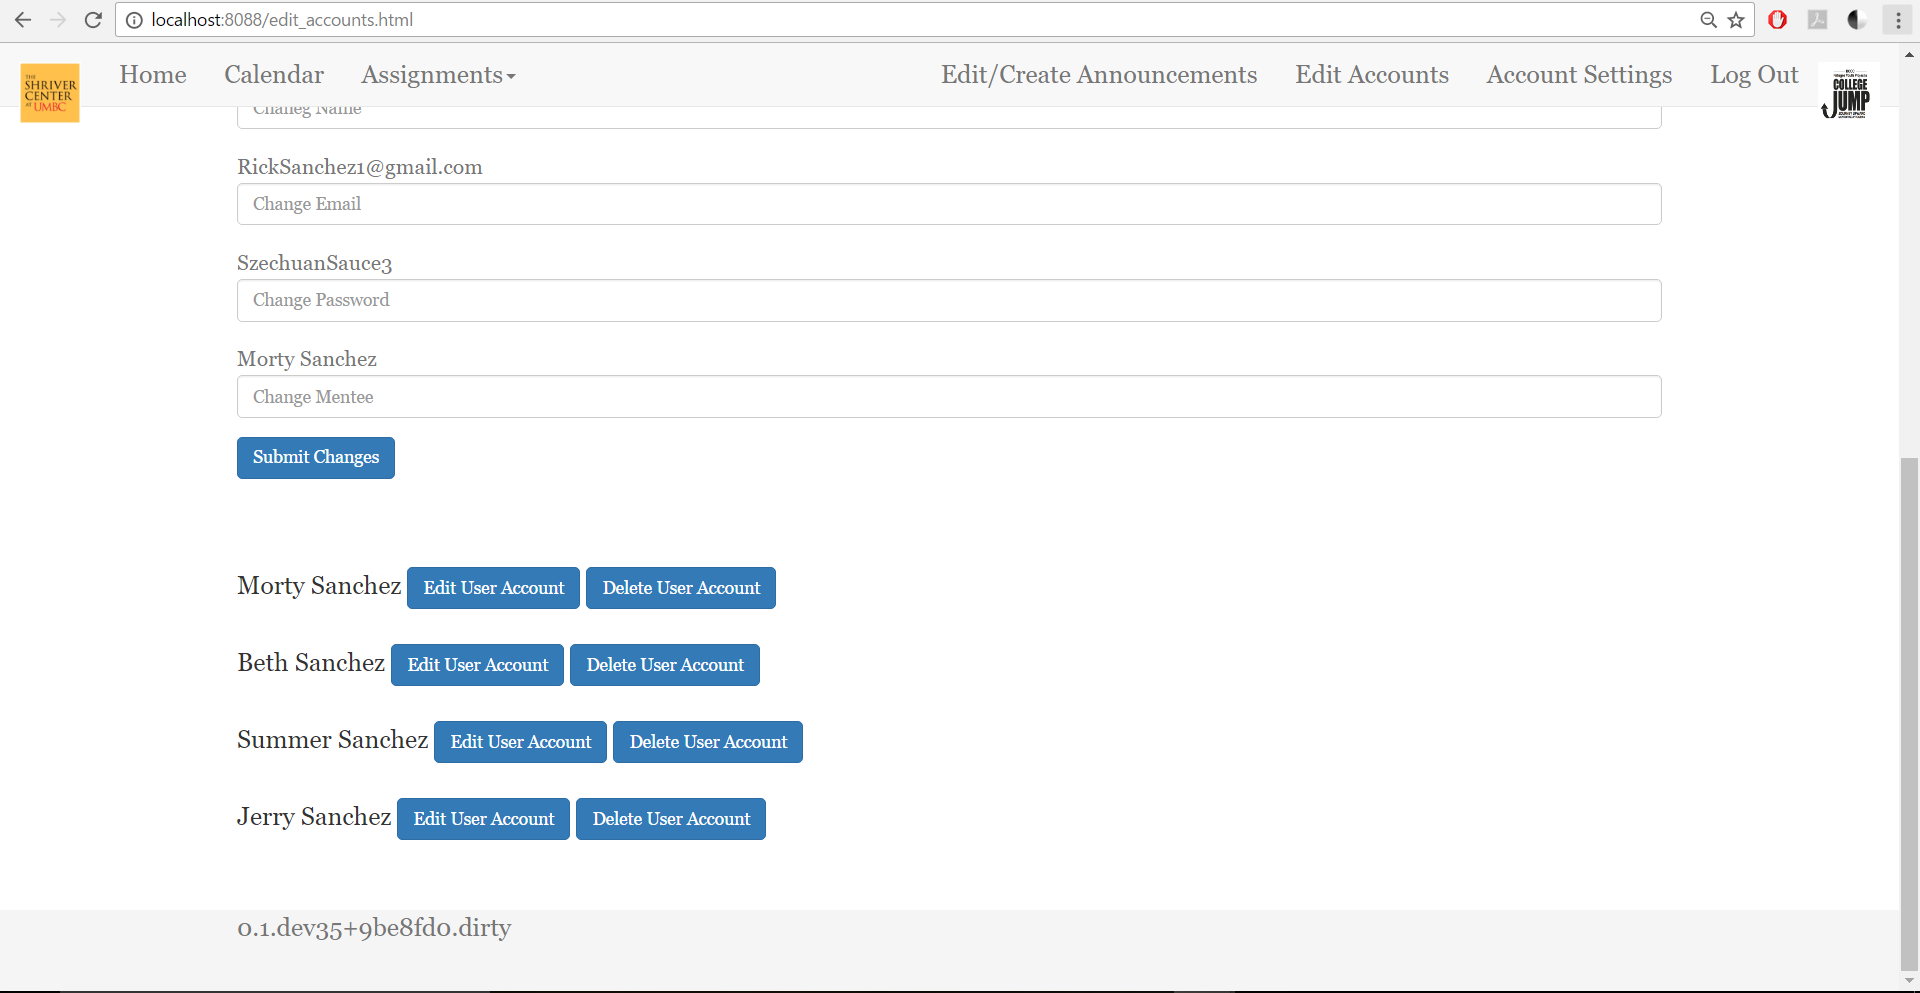 localhost:8088/edit_accounts.html
THE
SHRIVER
CENTER
AT UMBC
Home Calendar Assignments Edit/Create Announcements Edit Accounts Account Settings Log Out
COLLEGE
JUMP
Chaneg Name
RickSanchez1@gmail.com
Change Email
SzechuanSauce3
Change Password
Morty Sanchez
Change Mentee
Submit Changes
Morty Sanchez Edit User Account Delete User Account
Beth Sanchez Edit User Account Delete User Account
Summer Sanchez Edit User Account Delete User Account
Jerry Sanchez Edit User Account Delete User Account
0.1.dev35+9be8fd0.dirty